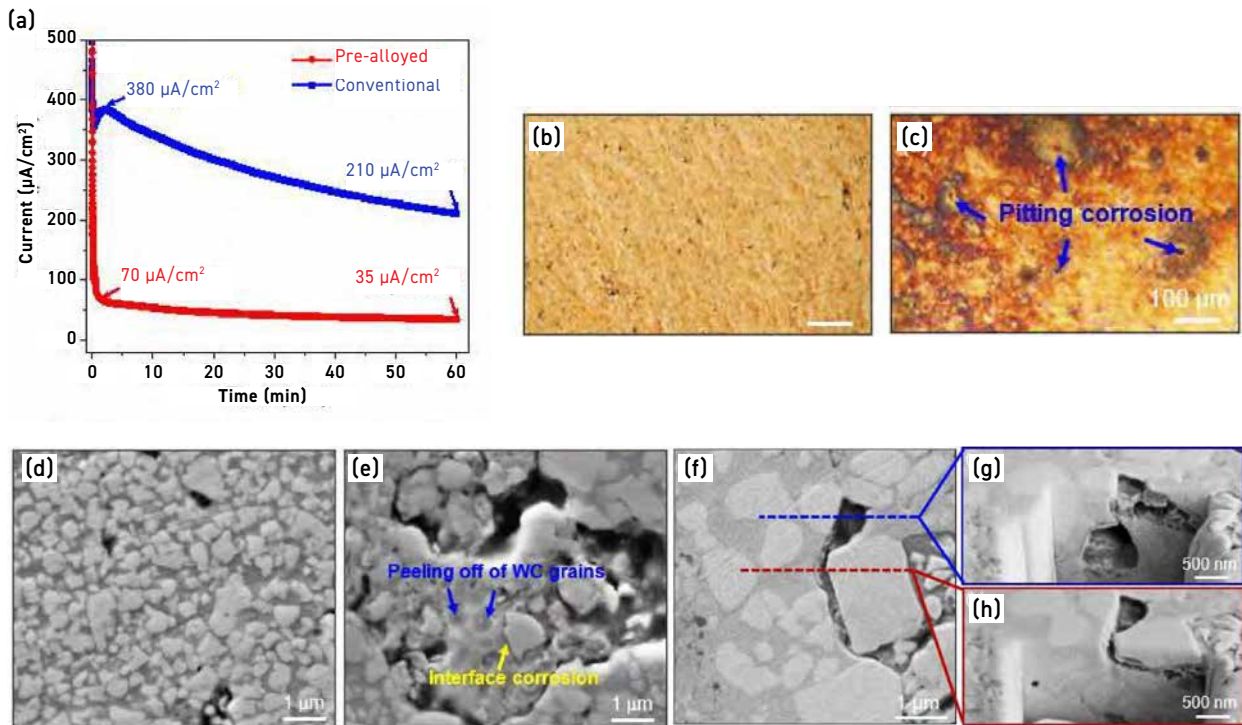 (a)
500
400
300
200
100
0
Current (μA/cm²)
0 10 20 30 40 50 60
Time (min)
Pre-alloyed
Conventional
380 μA/cm²
210 μA/cm²
70 μA/cm²
35 μA/cm²
(b)
(c)
Pitting corrosion
100 μm
(d)
1 μm
(e)
Peeling off of WC grains
Interface corrosion
1 μm
(f)
1 μm
(g)
500 nm
(h)
500 nm